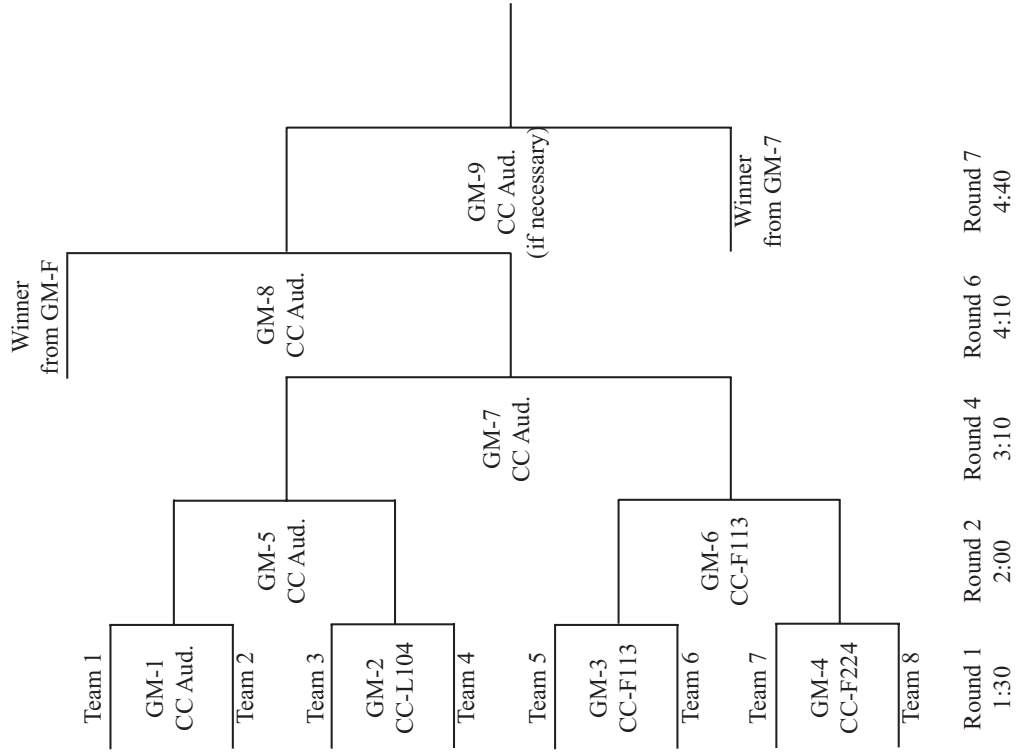 Team 1
GM-1
CC Aud.
Team 2
Team 3
GM-2
CC-L104
Team 4
Team 5
GM-3
CC-F113
Team 6
Team 7
GM-4
CC-F224
Team 8
GM-5
CC Aud.
GM-6
CC-F113
GM-7
CC Aud.
Winner
from GM-F
GM-8
CC Aud.
GM-9
CC Aud.
(if necessary)
Winner
from GM-7
Round 1
1:30
Round 2
2:00
Round 4
3:10
Round 6
4:10
Round 7
4:40